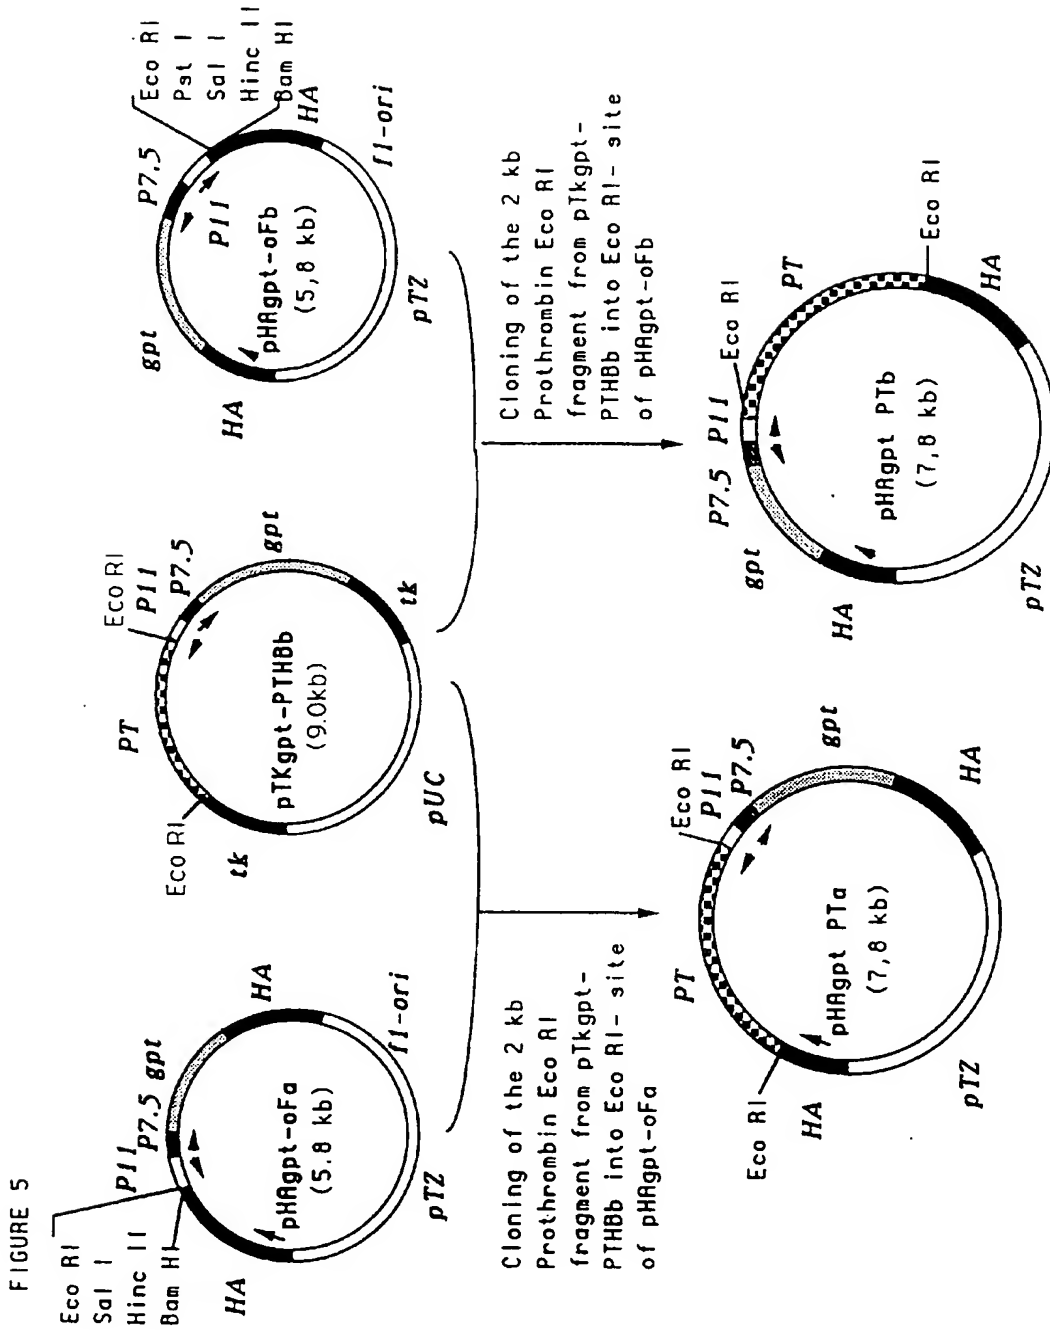 FIGURE 5
Eco RI
Sal I
Hinc II
Bam HI
P11
P7.5
gpt
HA
HA
pHAgpt-oFa
(5.8 kb)
f1-ori
pTZ
PT
Eco RI
P11
P7.5
gpt
Eco RI
tk
tk
pTKgpt-PTHBb
(9.0kb)
pUC
Eco RI
Pst I
Sal I
Hinc II
Bam HI
P7.5
P11
gpt
HA
HA
pHAgpt-oFb
(5,8 kb)
f1-ori
pTZ
Cloning of the 2 kb
Prothrombin Eco RI
fragment from pTkgpt-
PTHBb into Eco RI- site
of pHAgpt-oFa
Cloning of the 2 kb
Prothrombin Eco RI
fragment from pTkgpt-
PTHBb into Eco RI- site
of pHAgpt-oFb
PT
Eco RI
P11
P7.5
gpt
Eco RI
HA
HA
pHAgpt PTa
(7,8 kb)
pTZ
P7.5
P11
Eco RI
PT
gpt
Eco RI
HA
HA
pHAgpt PTb
(7,8 kb)
pTZ